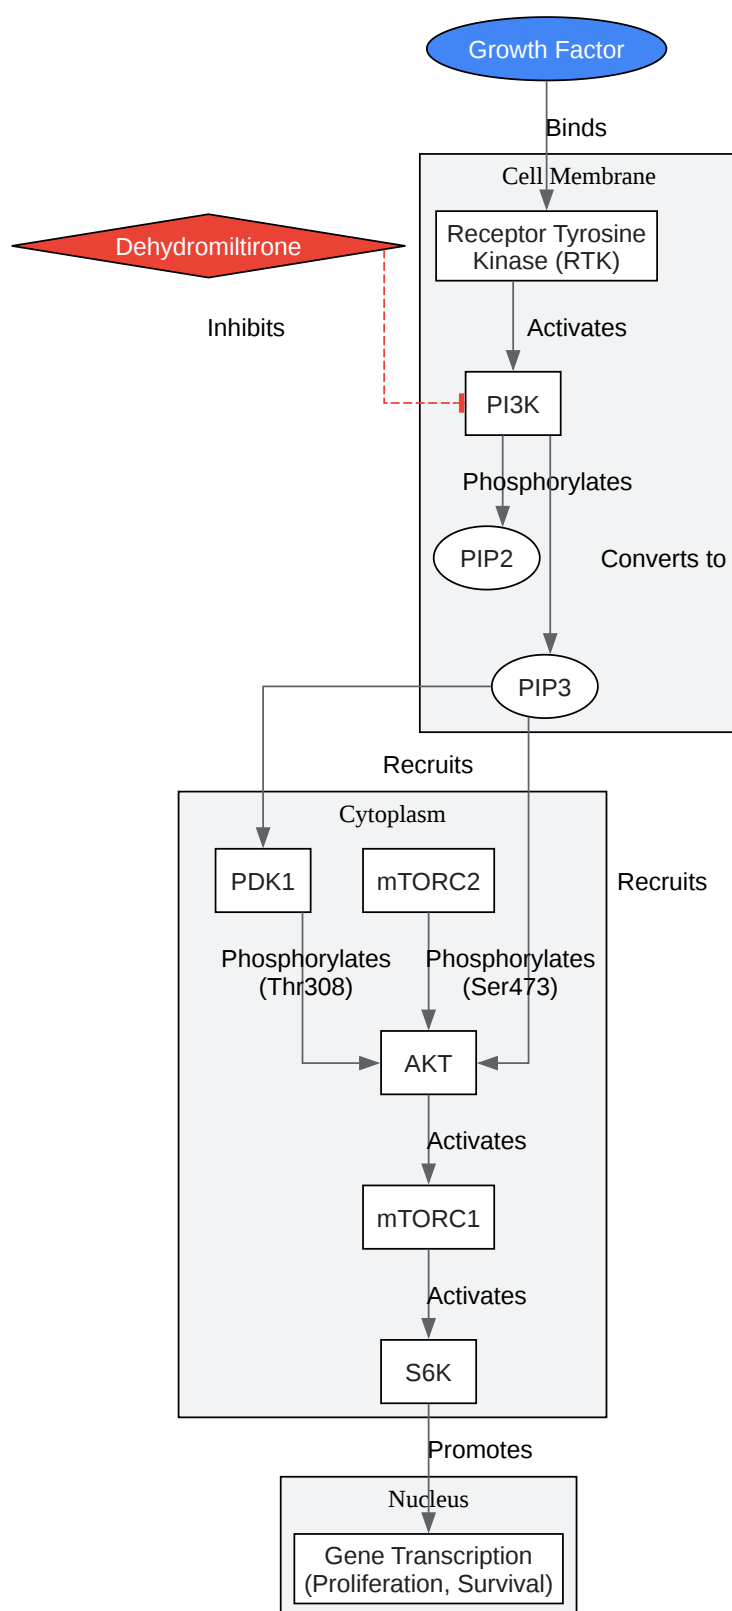 Growth Factor
Binds
Cell Membrane
Receptor Tyrosine
Kinase (RTK)
Dehydromiltirone
Inhibits
Activates
PI3K
Phosphorylates
PIP2
Converts to
PIP3
Recruits
Cytoplasm
PDK1
mTORC2
Recruits
Phosphorylates
(Thr308)
Phosphorylates
(Ser473)
AKT
Activates
mTORC1
Activates
S6K
Promotes
Nucleus
Gene Transcription
(Proliferation, Survival)